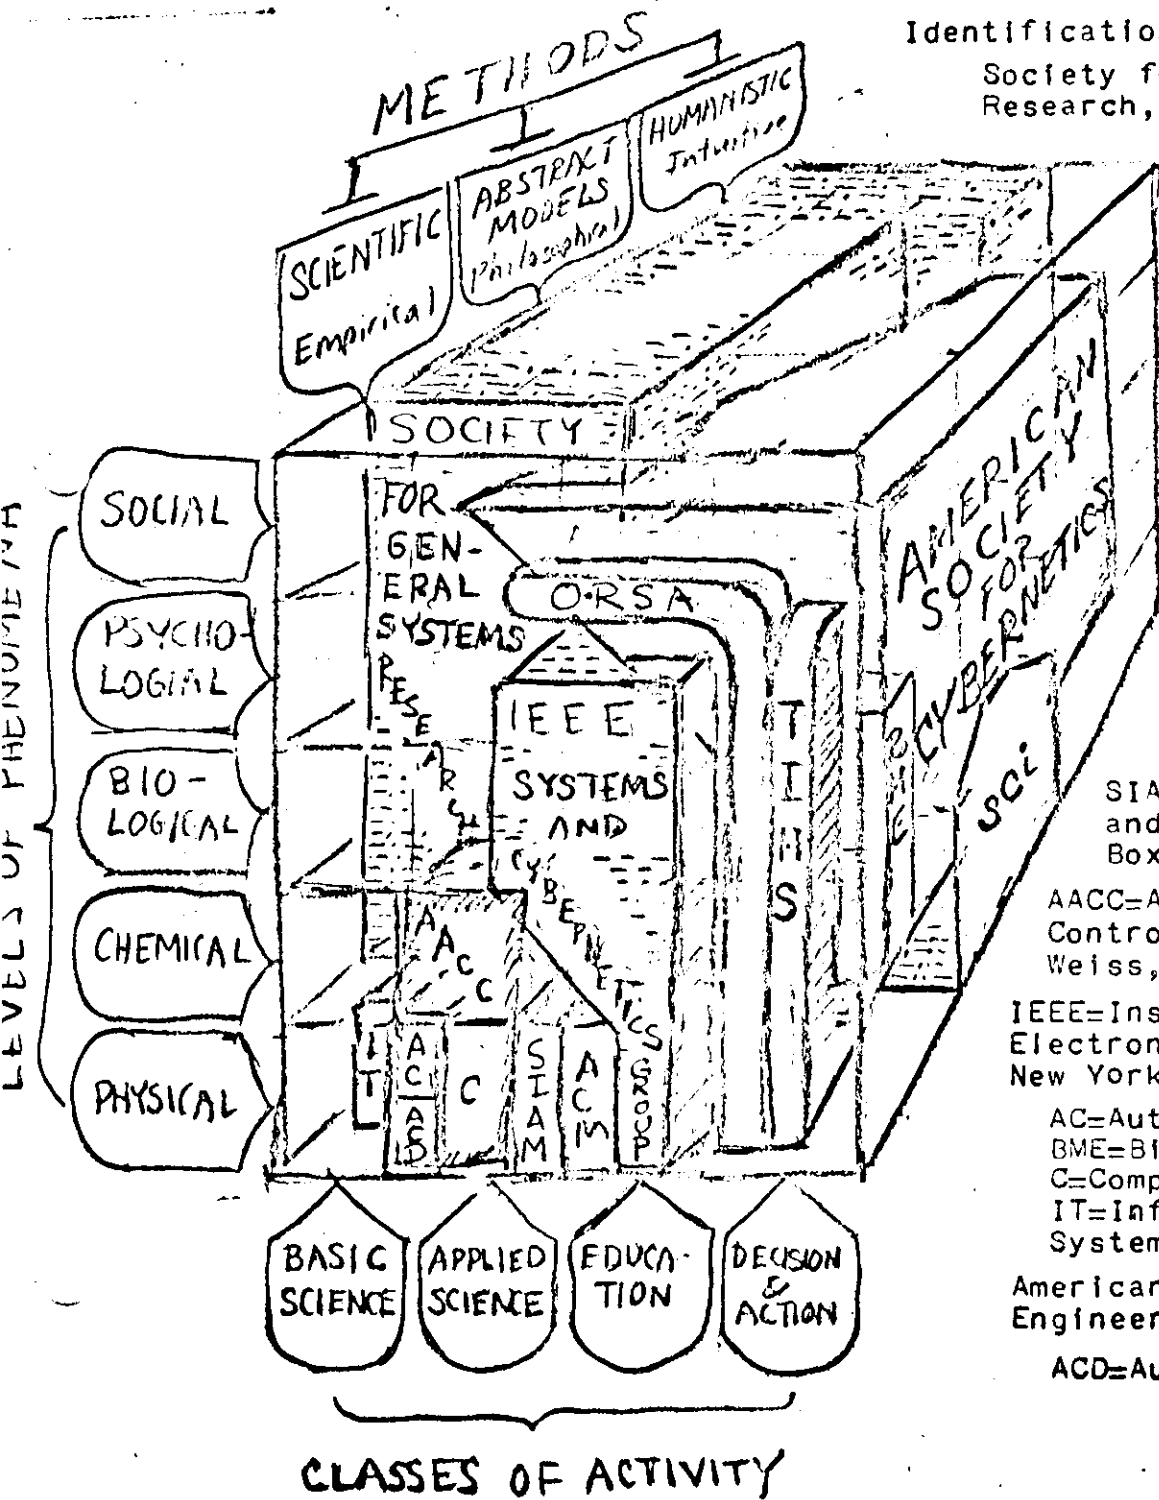 METHODS
SCIENTIFIC
Empirical
ABSTRACT
MODELS
Philosophical
HUMANISTIC
Intuitive
Identificatio
Society f
Research,
LEVELS OF PHENOMENA
SOCIAL
PSYCHO-
LOGIAL
BIO-
LOGICAL
CHEMICAL
PHYSICAL
SOCIETY
FOR
GEN-
ERAL
SYSTEMS
RESEARCH
ORSA
TIMS
IEEE
SYSTEMS
AND
CYBERNETICS
GROUP
AACC
IT
AC
ACD
C
SIAM
ACM
AMERICAN
SOCIETY
FOR
CYBERNETICS
BME
SCi
SIA
and
Box
AACC=A
Contro
Weiss,
IEEE=Ins
Electron
New York
AC=Aut
BME=Bi
C=Comp
IT=Inf
System
American
Engineer
ACD=Au
BASIC
SCIENCE
APPLIED
SCIENCE
EDUCA-
TION
DECISION
&
ACTION
CLASSES OF ACTIVITY